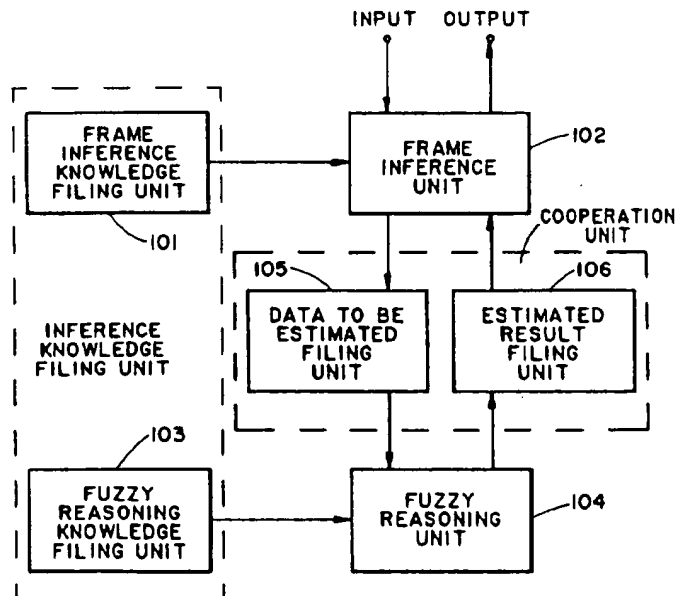 INPUT OUTPUT
FRAME
INFERENCE
KNOWLEDGE
FILING UNIT
101
FRAME
INFERENCE
UNIT
102
COOPERATION
UNIT
105
DATA TO BE
ESTIMATED
FILING
UNIT
106
ESTIMATED
RESULT
FILING
UNIT
INFERENCE
KNOWLEDGE
FILING UNIT
103
FUZZY
REASONING
KNOWLEDGE
FILING UNIT
FUZZY
REASONING
UNIT
104